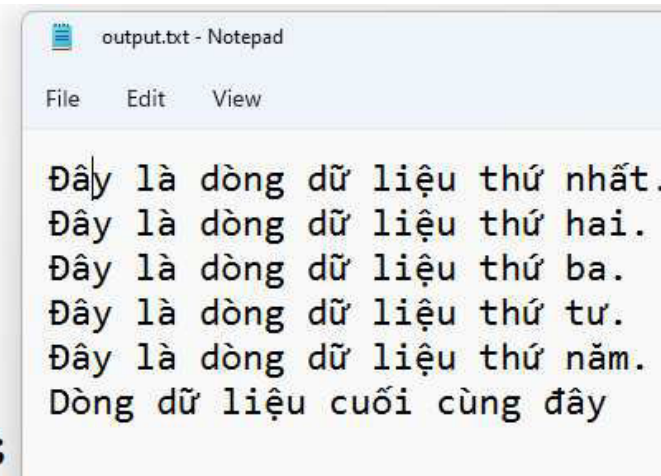 output.txt - Notepad
File Edit View
Đây là dòng dữ liệu thứ nhất.
Đây là dòng dữ liệu thứ hai.
Đây là dòng dữ liệu thứ ba.
Đây là dòng dữ liệu thứ tư.
Đây là dòng dữ liệu thứ năm.
Dòng dữ liệu cuối cùng đây